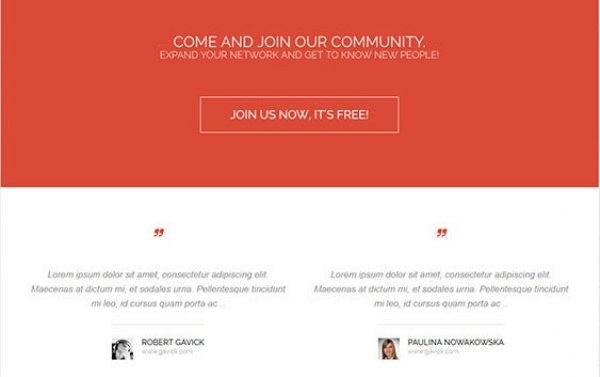 COME AND JOIN OUR COMMUNITY.
EXPAND YOUR NETWORK AND GET TO KNOW NEW PEOPLE!
JOIN US NOW, IT'S FREE!
"
Lorem ipsum dolor sit amet, consectetur adipiscing elit.
Maecenas at dictum mi, et sodales urna. Pellentesque tincidunt
mi leo, id cursus quam porta ac ..
ROBERT GAVICK
www.gavick.com
"
Lorem ipsum dolor sit amet, consectetur adipiscing elit.
Maecenas at dictum mi, et sodales urna. Pellentesque tincidunt
mi leo, id cursus quam porta ac ..
PAULINA NOWAKOWSKA
www.gavick.com